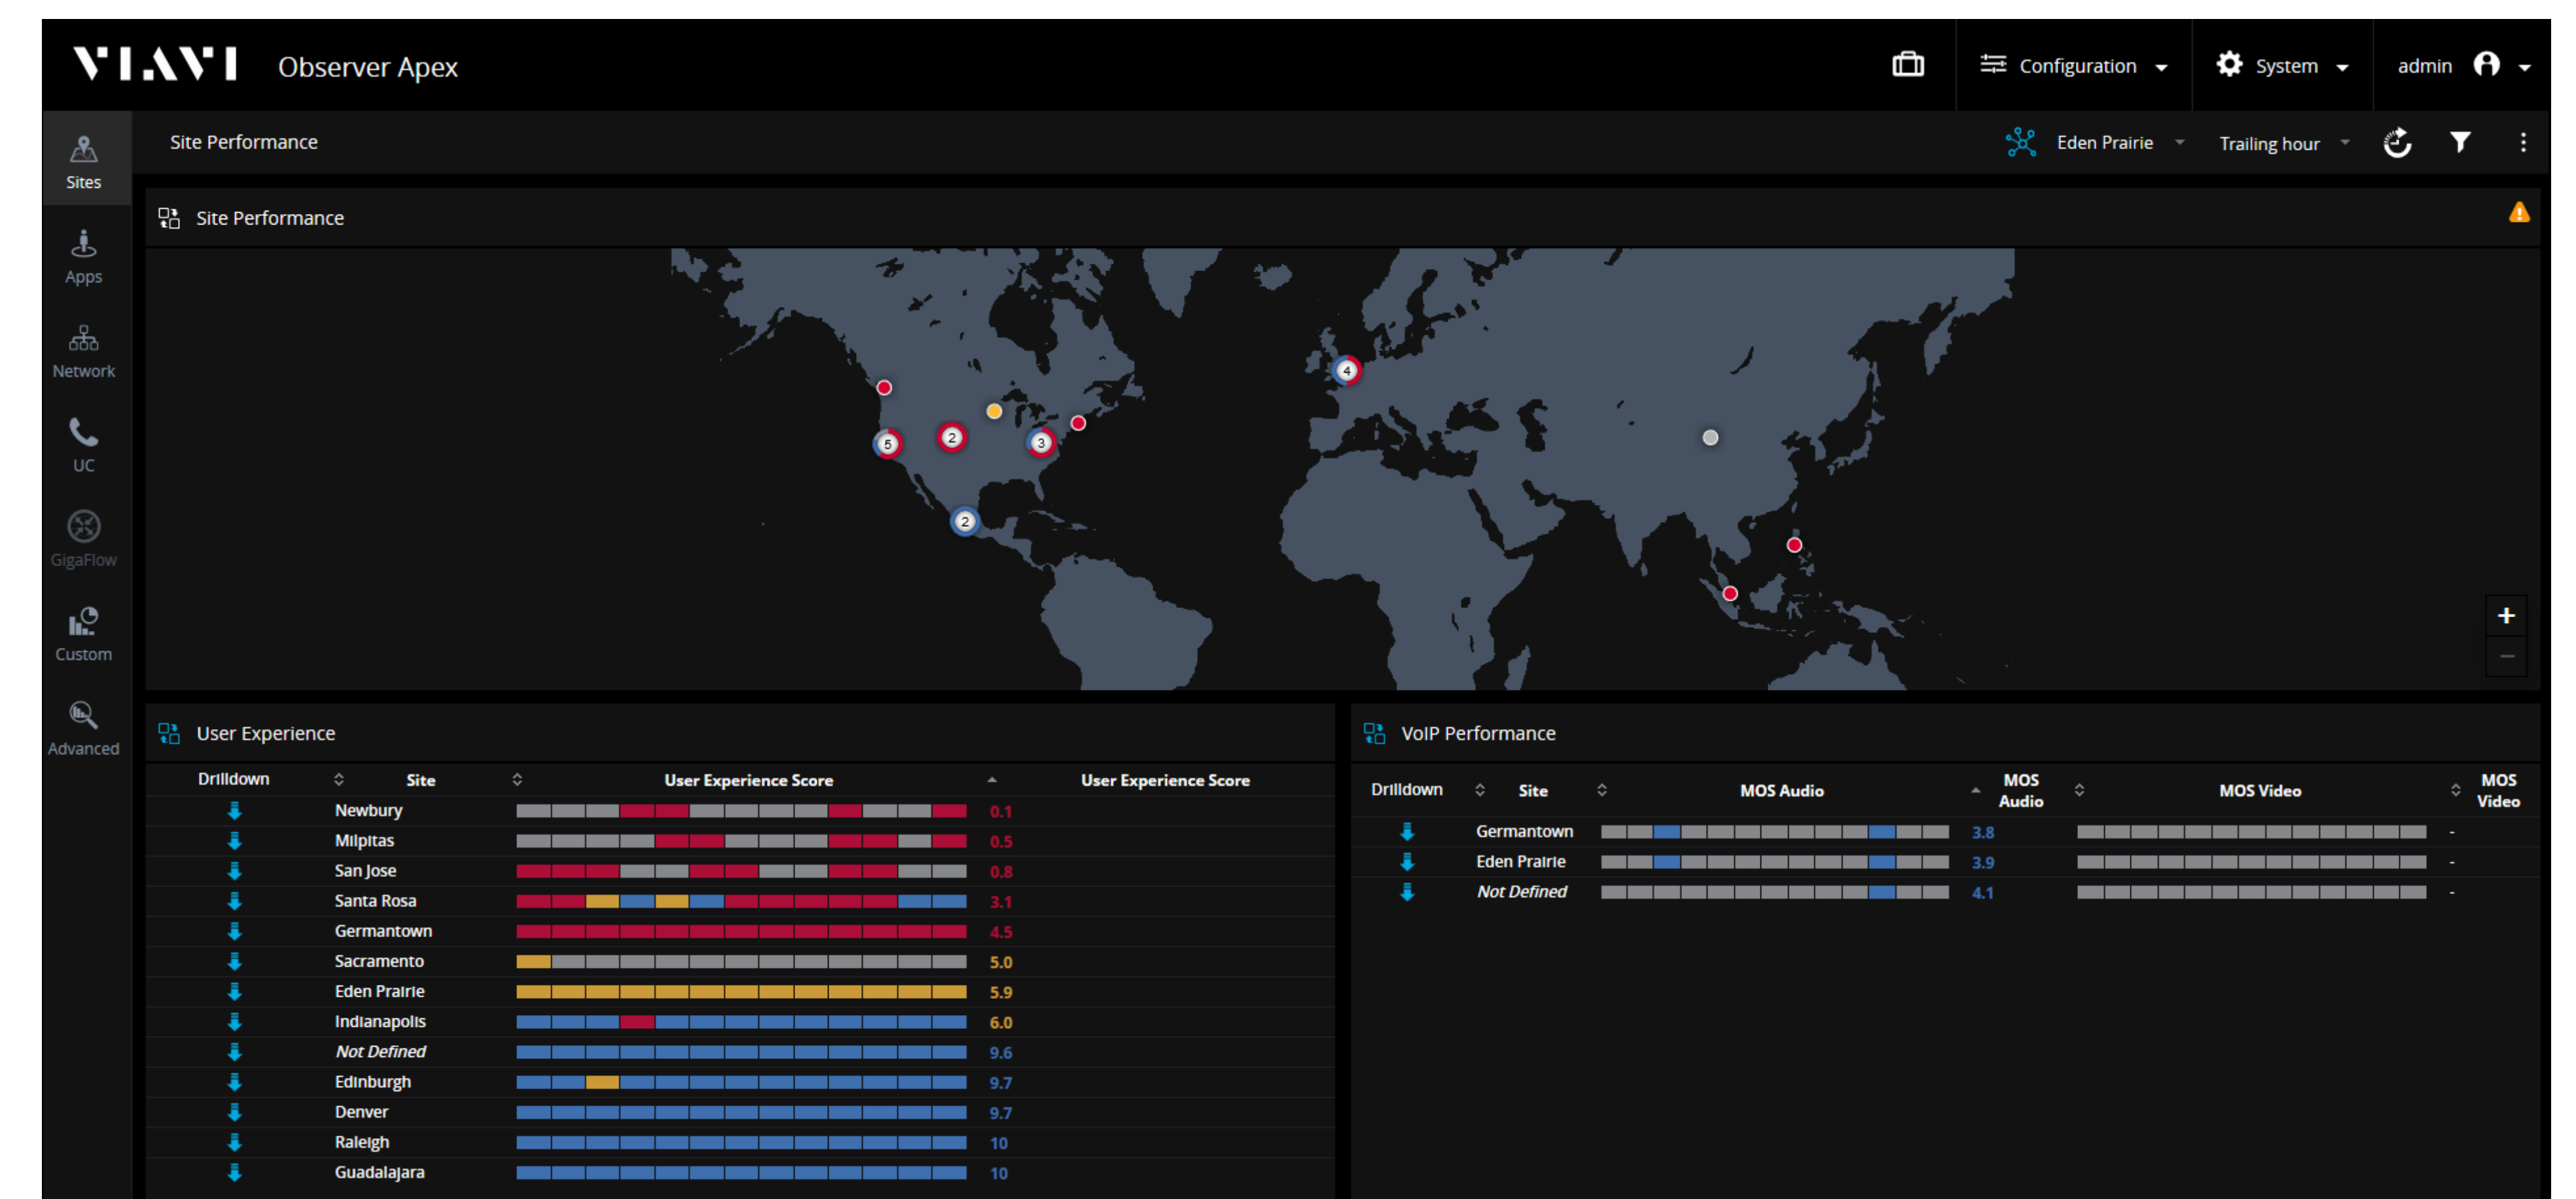 VIAVI Observer Apex
Configuration
System
admin
Sites
Apps
Network
UC
GigaFlow
Custom
Advanced
Site Performance
Eden Prairie
Trailing hour
Site Performance
5
2
3
2
4
+
−
User Experience
Drilldown Site User Experience Score User Experience Score
Newbury 0.1
Milpitas 0.5
San Jose 0.8
Santa Rosa 3.1
Germantown 4.5
Sacramento 5.0
Eden Prairie 5.9
Indianapolis 6.0
Not Defined 9.6
Edinburgh 9.7
Denver 9.7
Raleigh 10
Guadalajara 10
VoIP Performance
Drilldown Site MOS Audio MOS Audio MOS Video MOS Video
Germantown 3.8 -
Eden Prairie 3.9 -
Not Defined 4.1 -